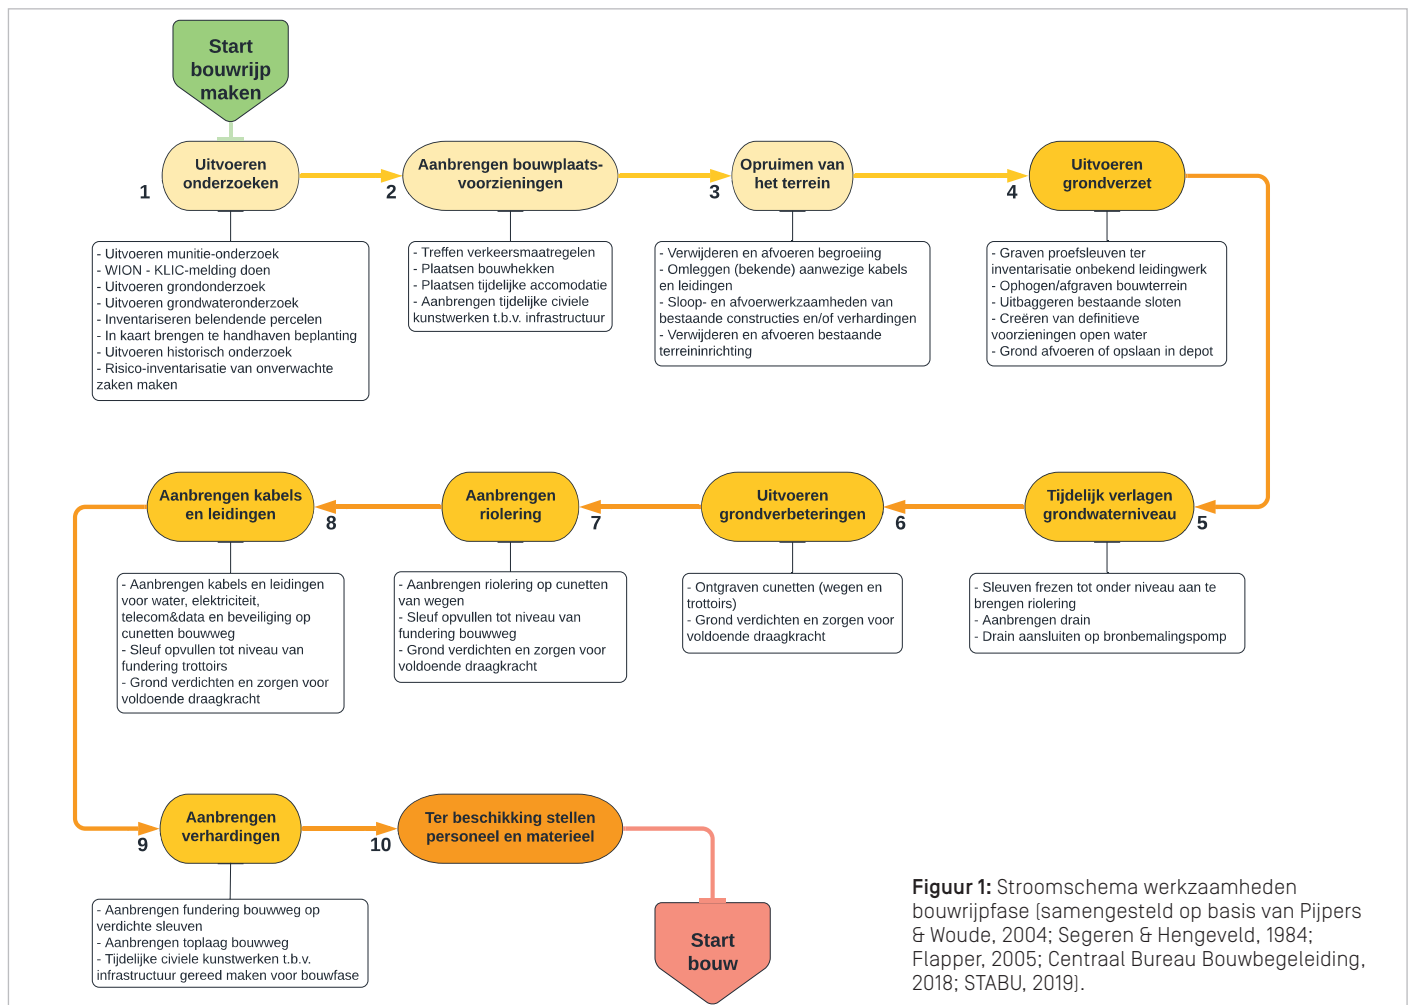 Start
bouwrijp
maken
Uitvoeren
onderzoeken
1
- Uitvoeren munitie-onderzoek
- WION - KLIC-melding doen
- Uitvoeren grondonderzoek
- Uitvoeren grondwateronderzoek
- Inventariseren belendende percelen
- In kaart brengen te handhaven beplanting
- Uitvoeren historisch onderzoek
- Risico-inventarisatie van onverwachte
zaken maken
Aanbrengen bouwplaats-
voorzieningen
2
- Treffen verkeersmaatregelen
- Plaatsen bouwhekken
- Plaatsen tijdelijke accomodatie
- Aanbrengen tijdelijke civiele
kunstwerken t.b.v. infrastructuur
Opruimen van
het terrein
3
- Verwijderen en afvoeren begroeiing
- Omleggen (bekende) aanwezige kabels
en leidingen
- Sloop- en afvoerwerkzaamheden van
bestaande constructies en/of verhardingen
- Verwijderen en afvoeren bestaande
terreininrichting
Uitvoeren
grondverzet
4
- Graven proefsleuven ter
inventarisatie onbekend leidingwerk
- Ophogen/afgraven bouwterrein
- Uitbaggeren bestaande sloten
- Creëren van definitieve
voorzieningen open water
- Grond afvoeren of opslaan in depot
Tijdelijk verlagen
grondwaterniveau
5
- Sleuven frezen tot onder niveau aan te
brengen riolering
- Aanbrengen drain
- Drain aansluiten op bronbemalingspomp
Uitvoeren
grondverbeteringen
6
- Ontgraven cunetten (wegen en
trottoirs)
- Grond verdichten en zorgen voor
voldoende draagkracht
Aanbrengen
riolering
7
- Aanbrengen riolering op cunetten
van wegen
- Sleuf opvullen tot niveau van
fundering bouwweg
- Grond verdichten en zorgen voor
voldoende draagkracht
Aanbrengen kabels
en leidingen
8
- Aanbrengen kabels en leidingen
voor water, elektriciteit,
telecom&data en beveiliging op
cunetten bouwweg
- Sleuf opvullen tot niveau van
fundering trottoirs
- Grond verdichten en zorgen voor
voldoende draagkracht
Aanbrengen
verhardingen
9
- Aanbrengen fundering bouwweg op
verdichte sleuven
- Aanbrengen toplaag bouwweg
- Tijdelijke civiele kunstwerken t.b.v.
infrastructuur gereed maken voor bouwfase
Ter beschikking stellen
personeel en materieel
10
Start
bouw
Figuur 1: Stroomschema werkzaamheden
bouwrijpfase (samengesteld op basis van Pijpers
& Woude, 2004; Segeren & Hengeveld, 1984;
Flapper, 2005; Centraal Bureau Bouwbegeleiding,
2018; STABU, 2019).